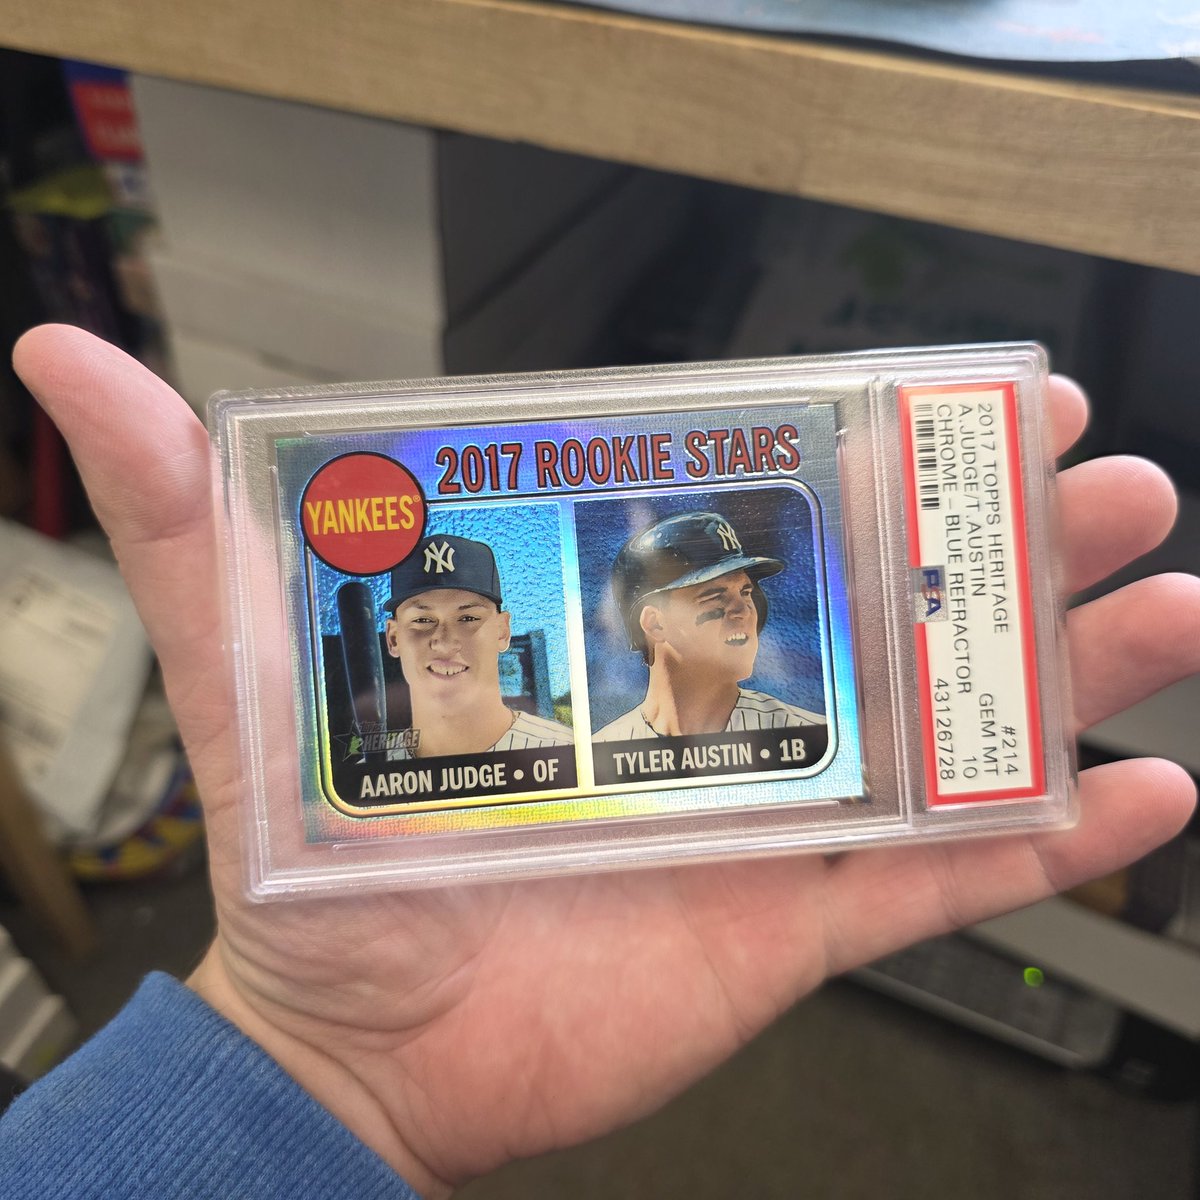 2017 ROOKIE STARS
YANKEES®
NY
NY
HERITAGE
AARON JUDGE • OF
TYLER AUSTIN • 1B
2017 TOPPS HERITAGE #214
A.JUDGE/T.AUSTIN GEM MT
CHROME-BLUE REFRACTOR 10
43126728
PSA